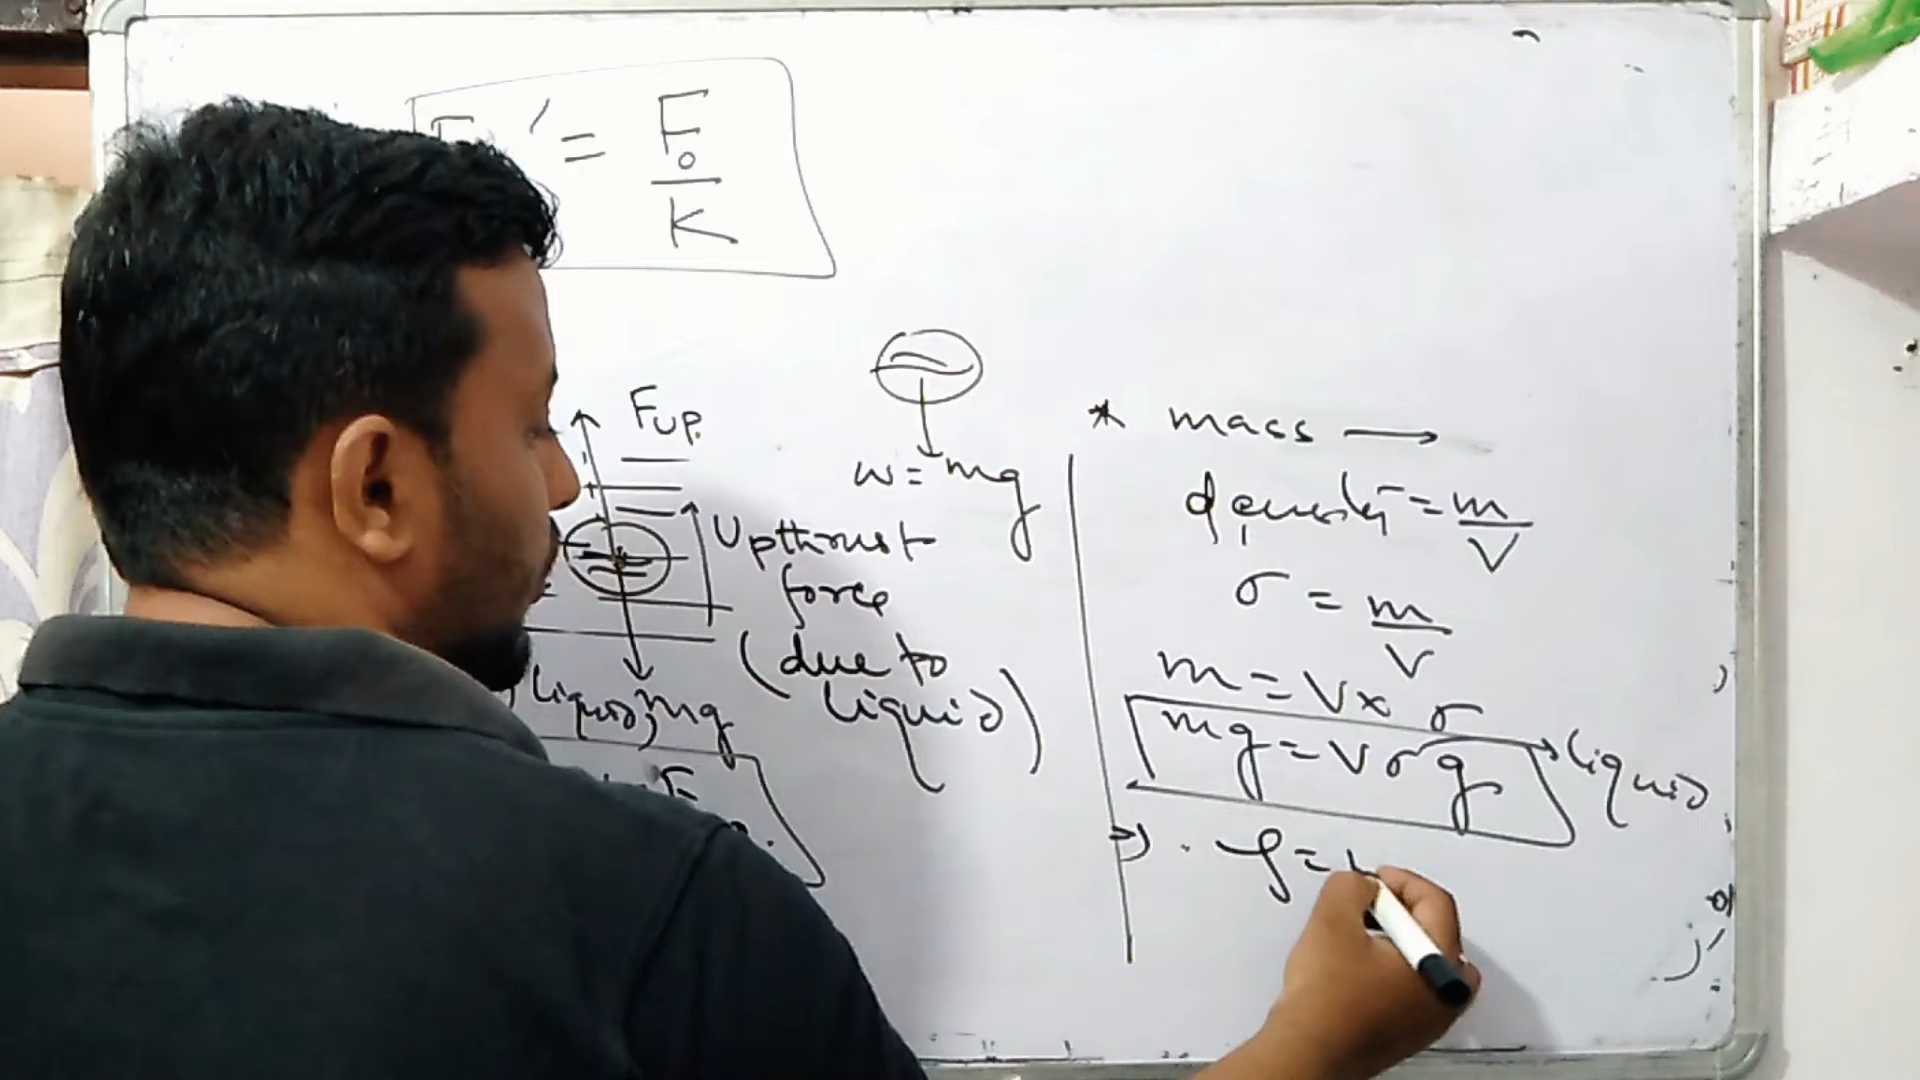 ′ = F₀/K
Fup.
w = mg
Upthrust
force
(due to
liquid)
liquid,
mg
* mass →
density = m/V
σ = m/V
m = V× σ
mg = Vσg → liquid
⇒ . ρ =